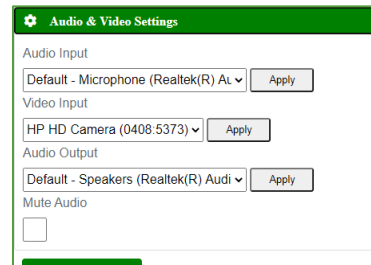 Audio & Video Settings
Audio Input
Default - Microphone (Realtek(R) Au
Apply
Video Input
HP HD Camera (0408:5373)
Apply
Audio Output
Default - Speakers (Realtek(R) Audi
Apply
Mute Audio